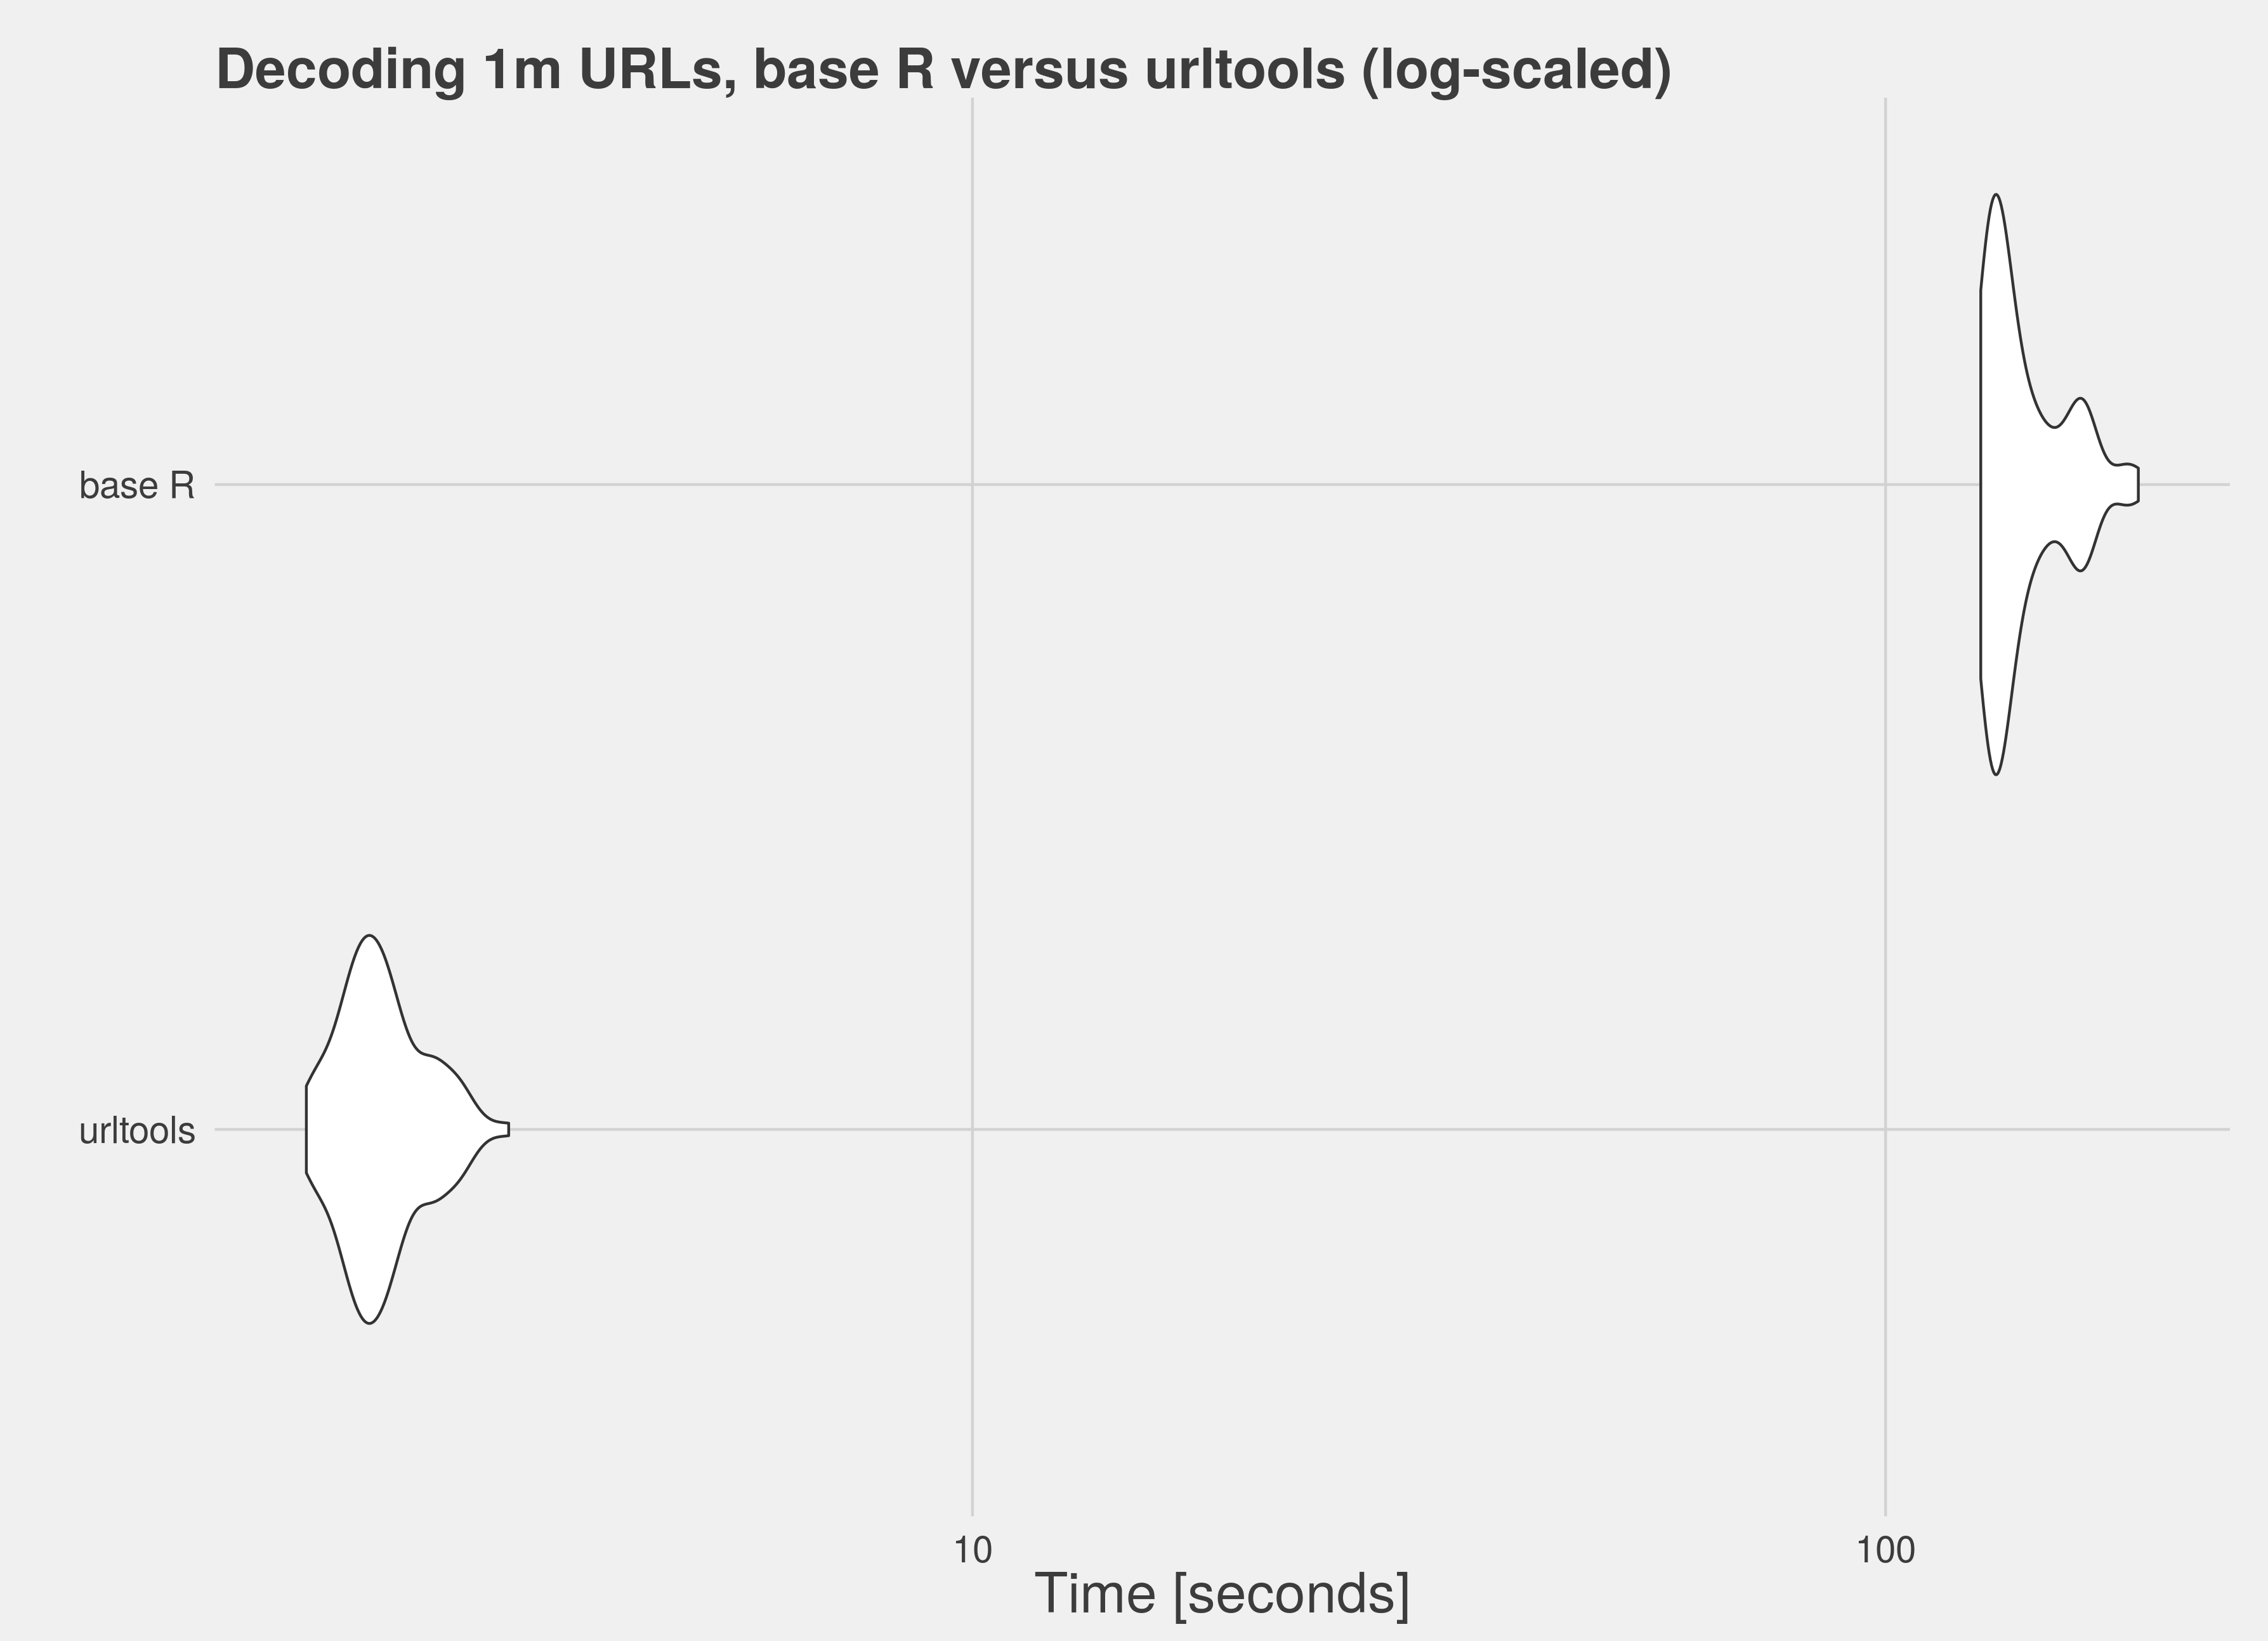 Decoding 1m URLs, base R versus urltools (log-scaled)
base R
urltools
10
100
Time [seconds]